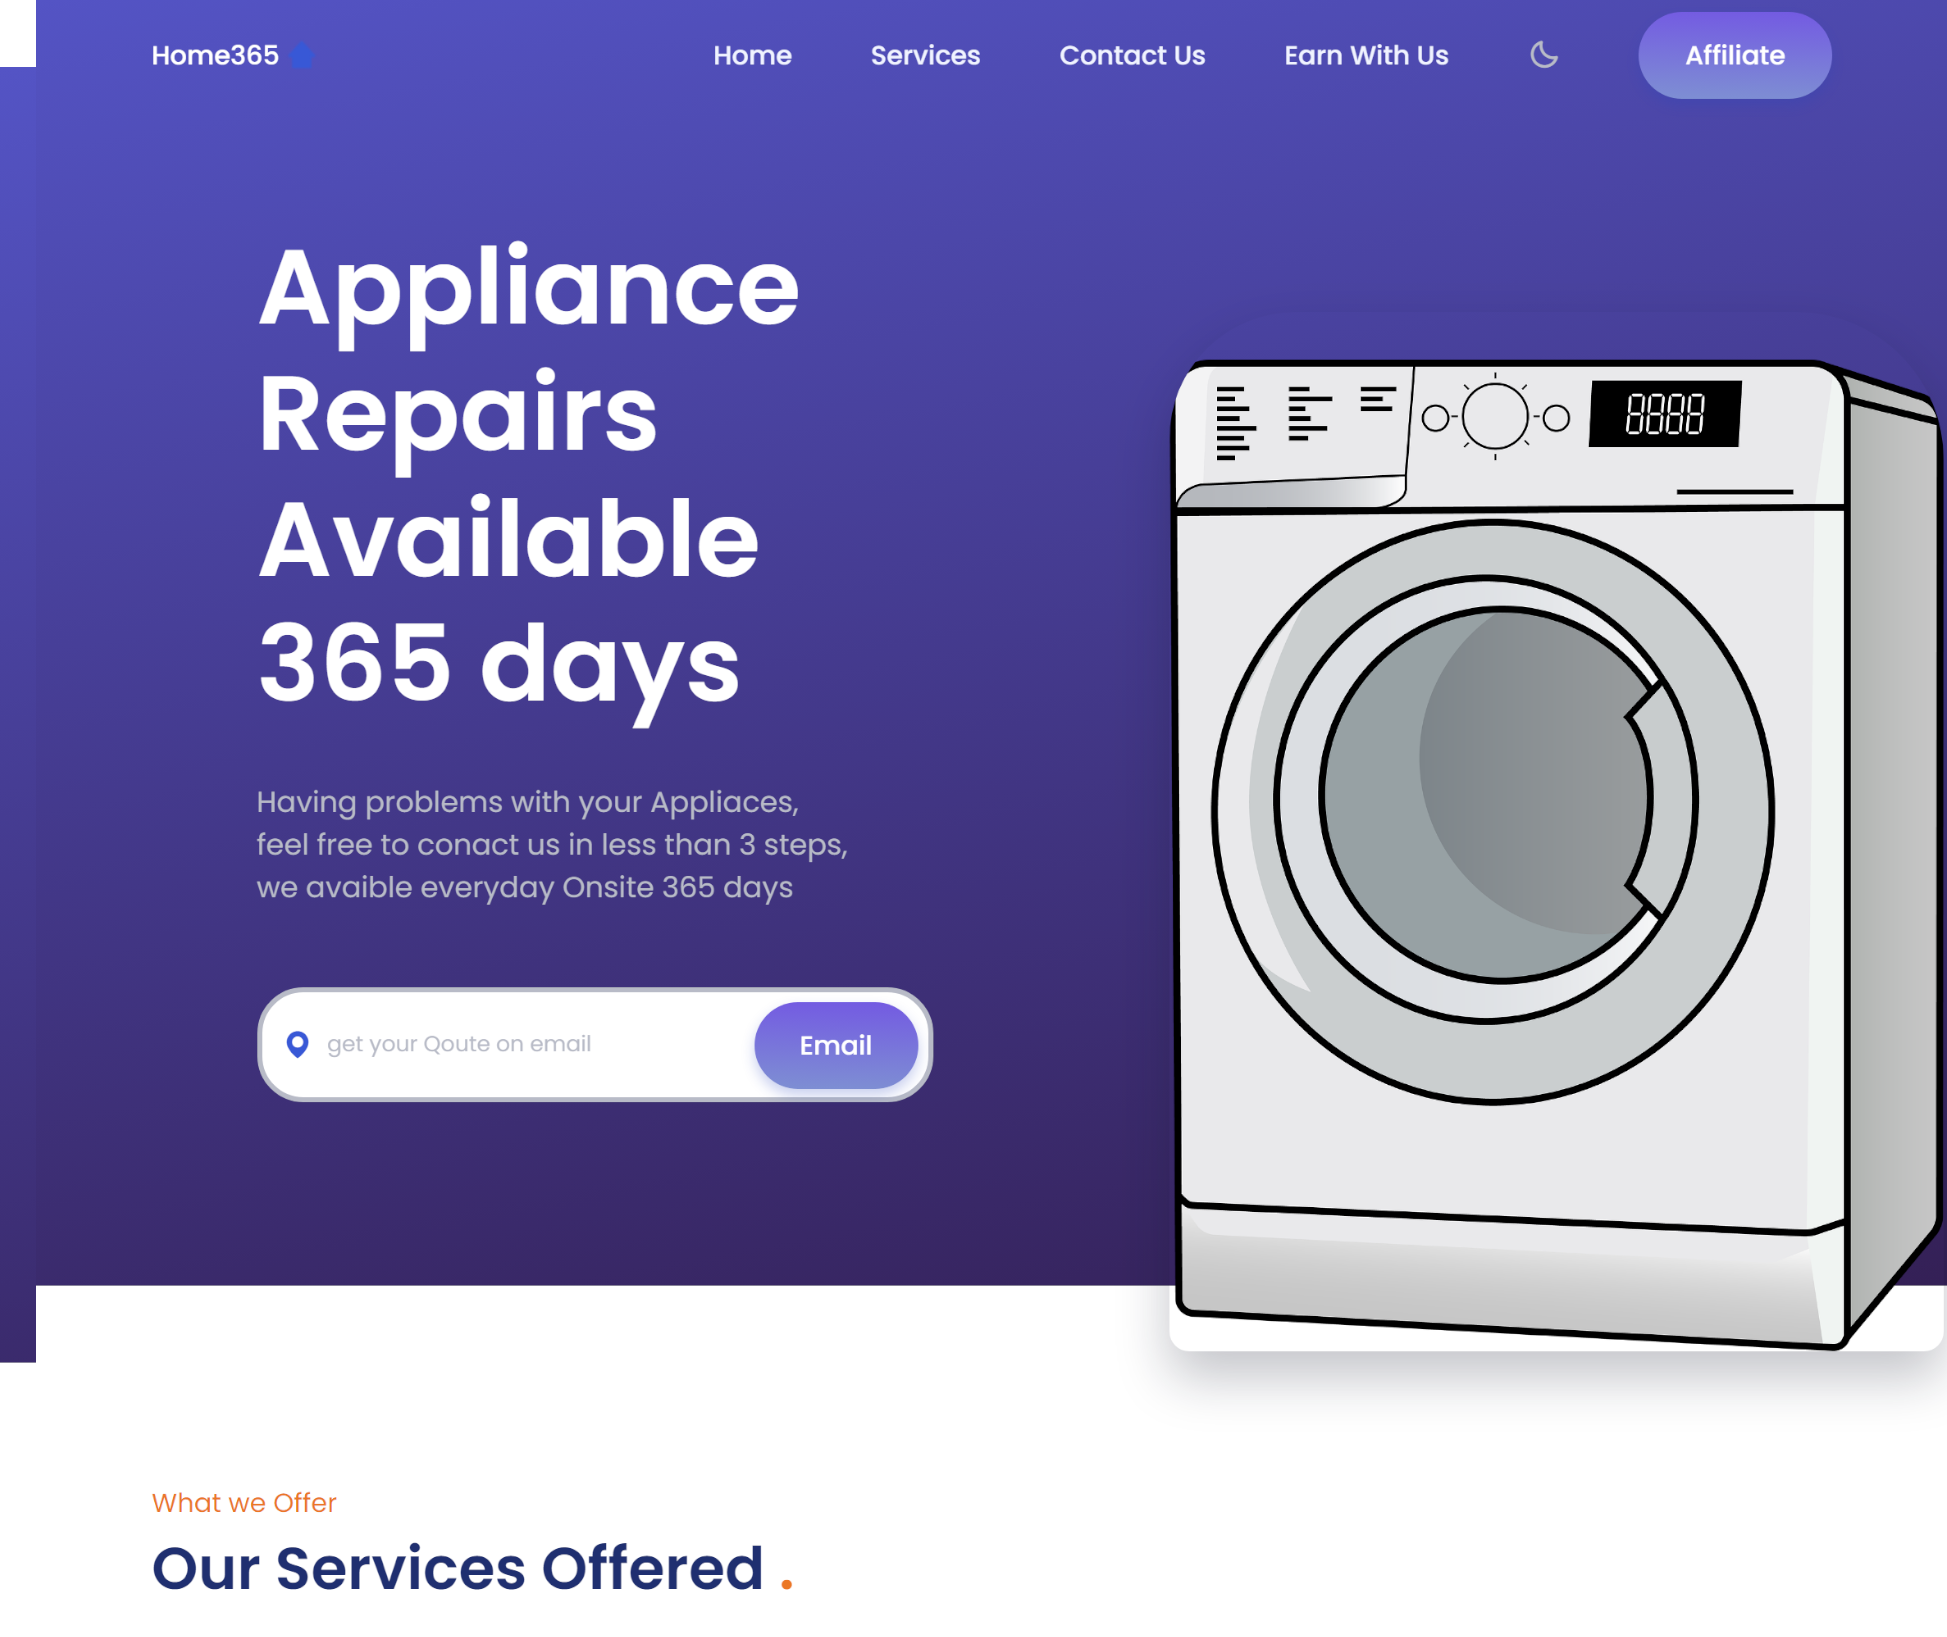 Home365
Home
Services
Contact Us
Earn With Us
Affiliate
Appliance
Repairs
Available
365 days
Having problems with your Appliaces,
feel free to conact us in less than 3 steps,
we avaible everyday Onsite 365 days
get your Qoute on email
Email
8888
What we Offer
Our Services Offered .